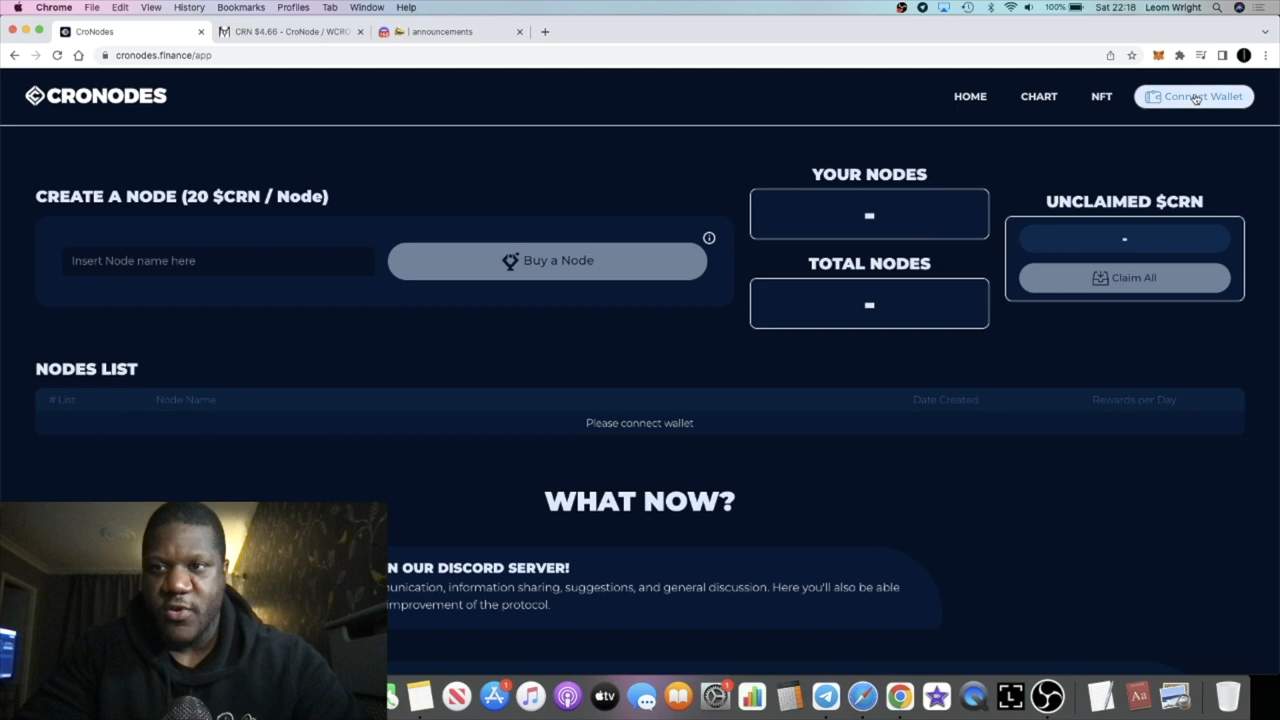 Chrome File Edit View History Bookmarks Profiles Tab Window Help 100% Sat 22:18 Leom Wright
CroNodes CRN $4.66 - CroNode / WCRO | announcements
cronodes.finance/app
CRONODES HOME CHART NFT Connect Wallet
YOUR NODES
CREATE A NODE (20 $CRN / Node)
-
UNCLAIMED $CRN
-
Insert Node name here Buy a Node
TOTAL NODES
Claim All
-
NODES LIST
# List Node Name Date Created Rewards per Day
Please connect wallet
WHAT NOW?
N OUR DISCORD SERVER!
unication, information sharing, suggestions, and general discussion. Here you'll also be able
mprovement of the protocol.